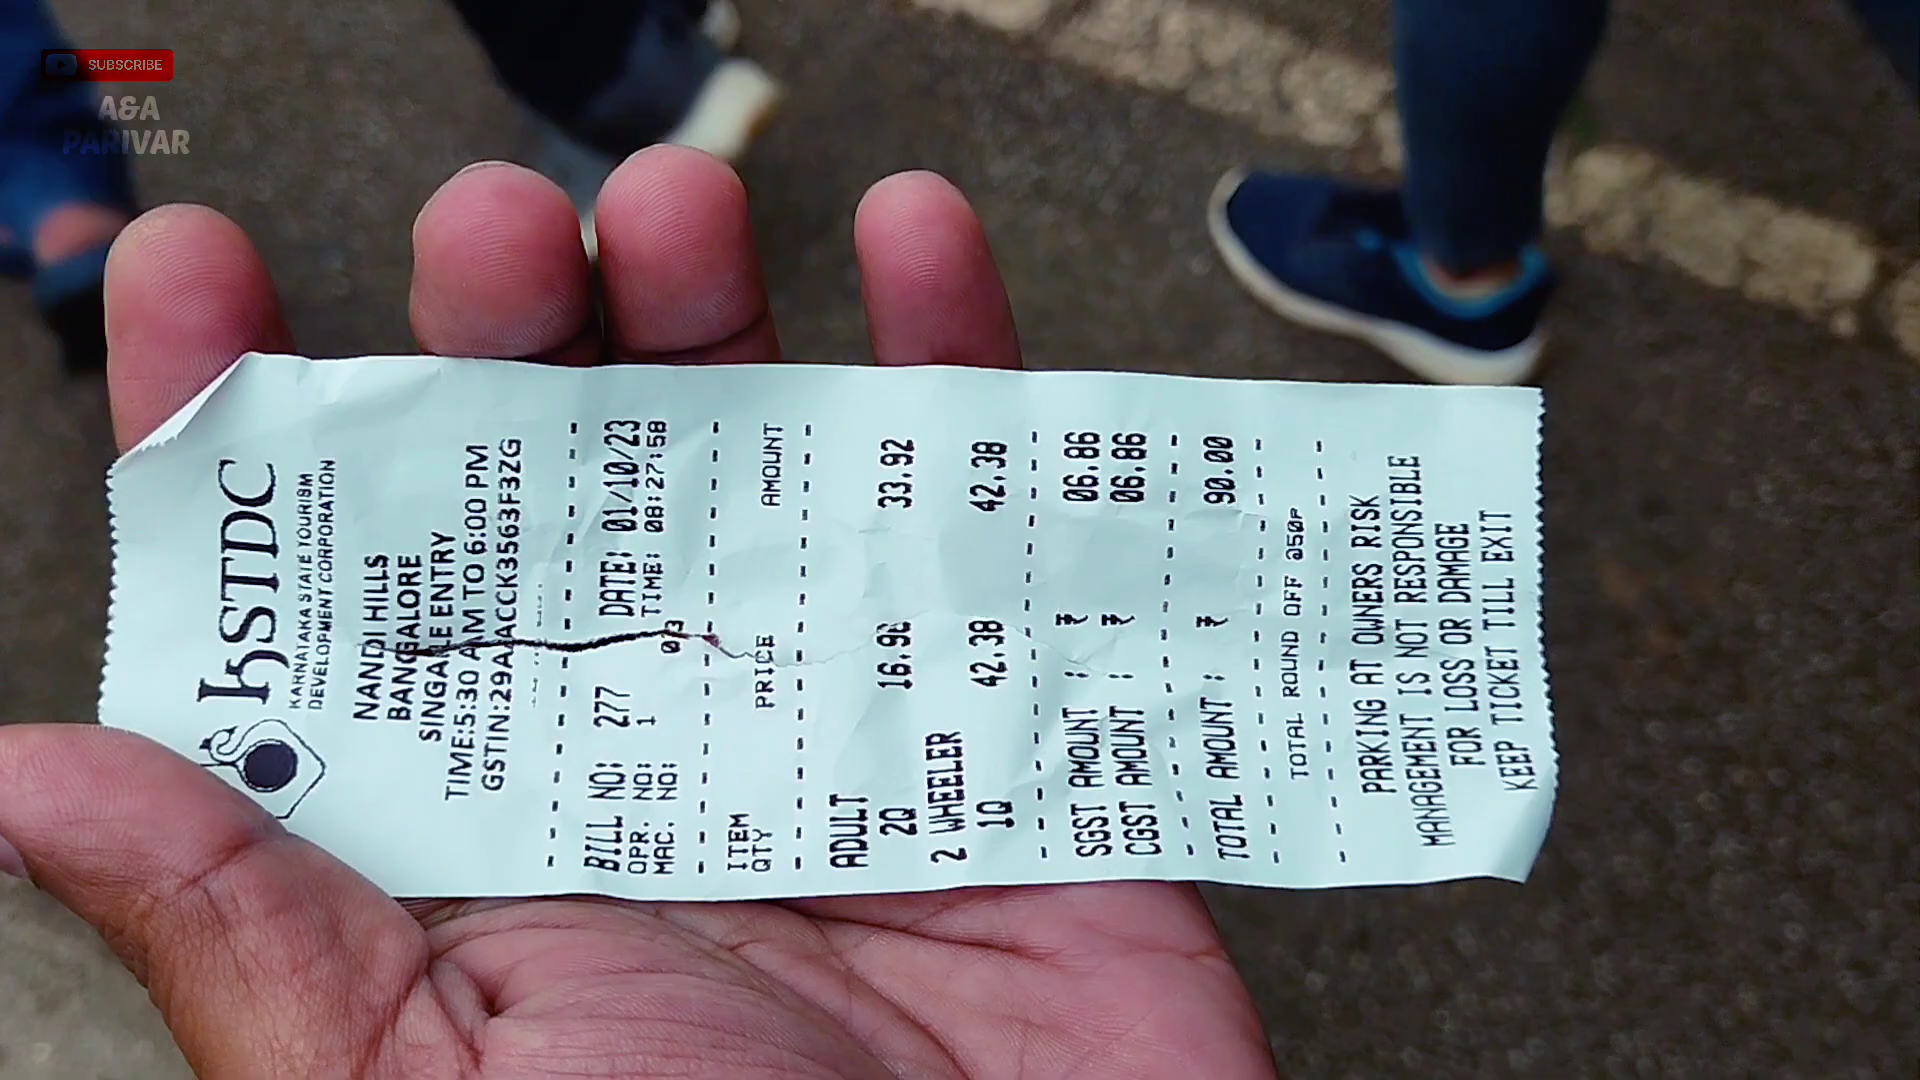 SUBSCRIBE
A&A
PARIVAR
KSTDC
KARNATAKA STATE TOURISM
DEVELOPMENT CORPORATION
NANDI HILLS
BANGALORE
SINGALE ENTRY
TIME:5:30 AM TO 6:00 PM
GSTIN:29AAACCK3563F3ZG
BILL NO: 277 DATE: 01/10/23
OPR. NO: 1 TIME: 08:27:58
MAC. NO: 03
ITEM
QTY PRICE AMOUNT
ADULT
2Q 16.92 33.92
2 WHEELER
1Q 42.38 42.38
SGST AMOUNT : ₹ 06.86
CGST AMOUNT : ₹ 06.86
TOTAL AMOUNT : ₹ 90.00
TOTAL ROUND OFF @50P
PARKING AT OWNERS RISK
MANAGEMENT IS NOT RESPONSIBLE
FOR LOSS OR DAMAGE
KEEP TICKET TILL EXIT